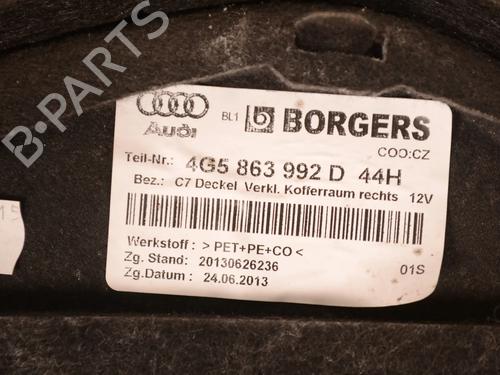 B-PARTS
Audi
BL1 BORGERS
COO:CZ
Teil-Nr.: 4G5 863 992 D 44H
Bez.: C7 Deckel Verkl. Kofferraum rechts 12V
Werkstoff : > PET+PE+CO <
Zg. Stand: 20130626236
Zg.Datum : 24.06.2013
01S
15